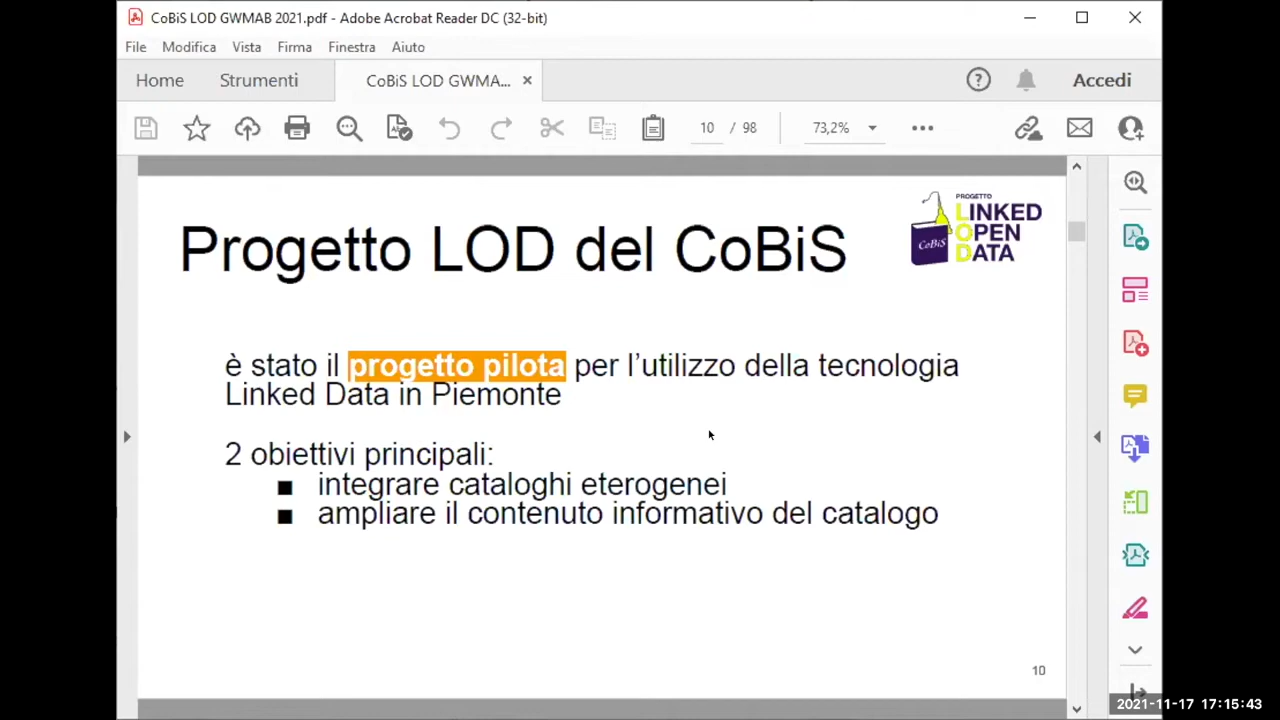 CoBiS LOD GWMAB 2021.pdf - Adobe Acrobat Reader DC (32-bit)
File Modifica Vista Firma Finestra Aiuto
Home Strumenti CoBiS LOD GWMA... × Accedi
10 / 98 73,2%
PROGETTO
LINKED
OPEN
DATA
CoBiS
Progetto LOD del CoBiS
è stato il progetto pilota per l’utilizzo della tecnologia
Linked Data in Piemonte
2 obiettivi principali:
■ integrare cataloghi eterogenei
■ ampliare il contenuto informativo del catalogo
10
2021-11-17 17:15:43